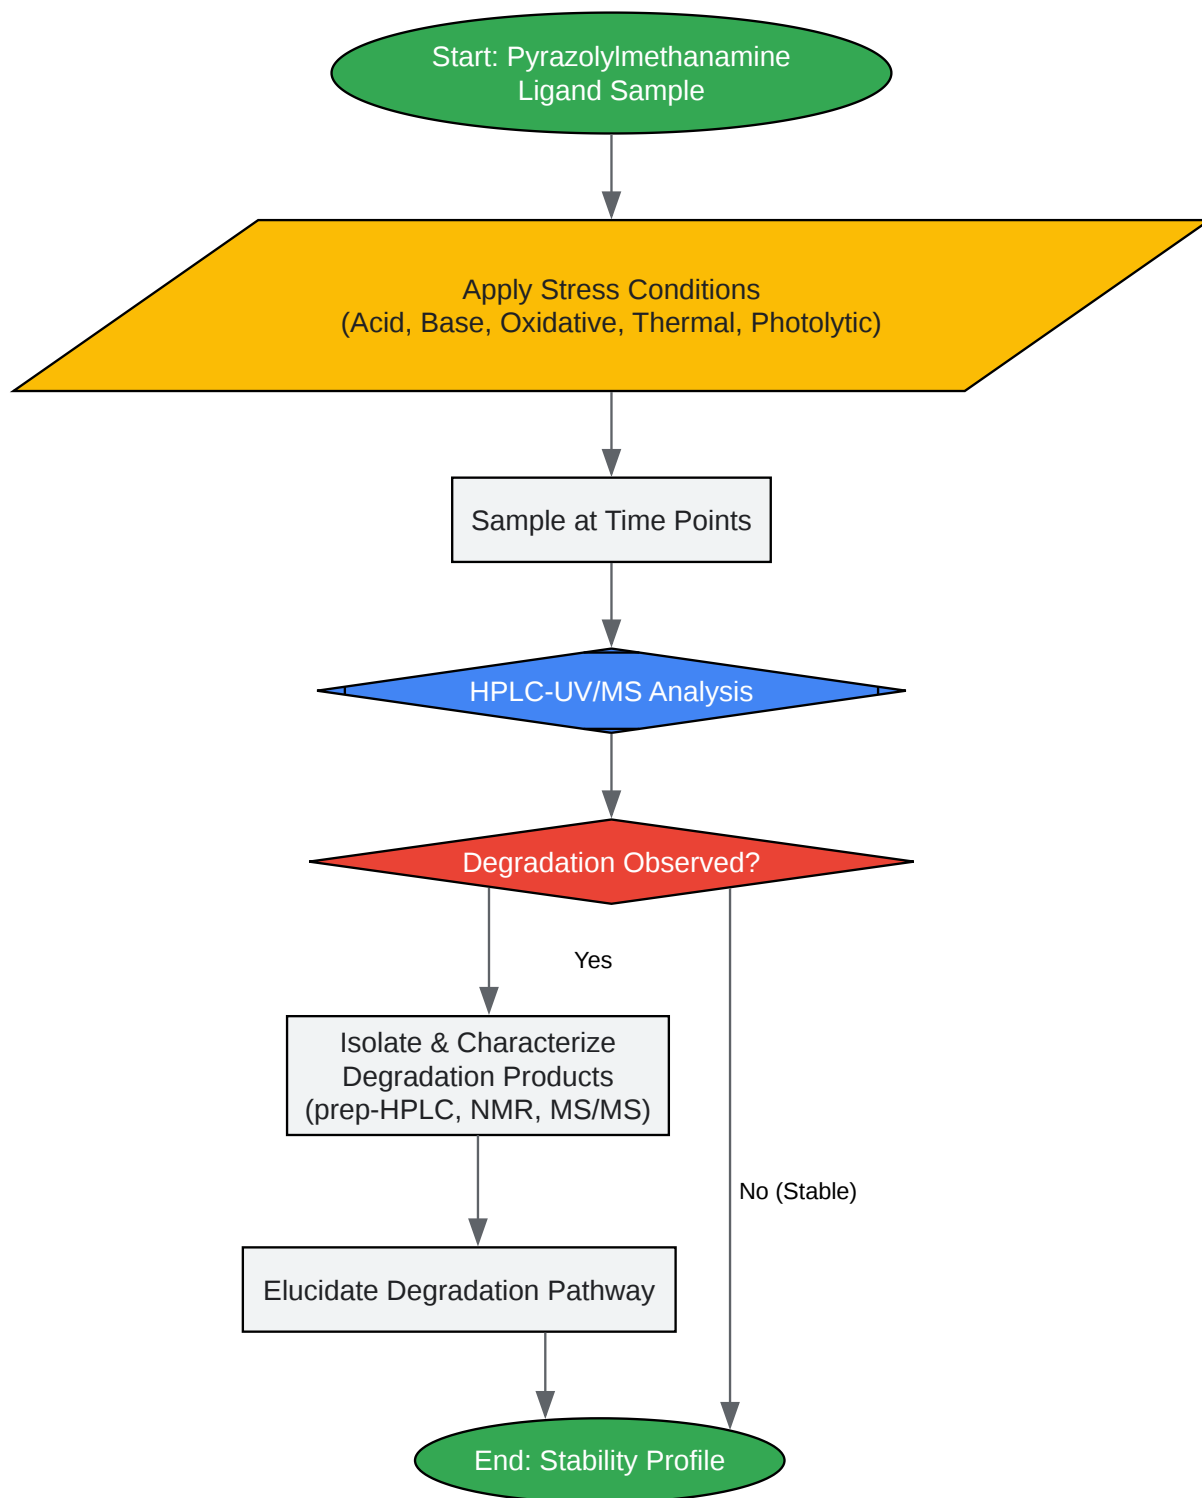 Start: Pyrazolylmethanamine
Ligand Sample
Apply Stress Conditions
(Acid, Base, Oxidative, Thermal, Photolytic)
Sample at Time Points
HPLC-UV/MS Analysis
Degradation Observed?
Yes
Isolate & Characterize
Degradation Products
(prep-HPLC, NMR, MS/MS)
No (Stable)
Elucidate Degradation Pathway
End: Stability Profile